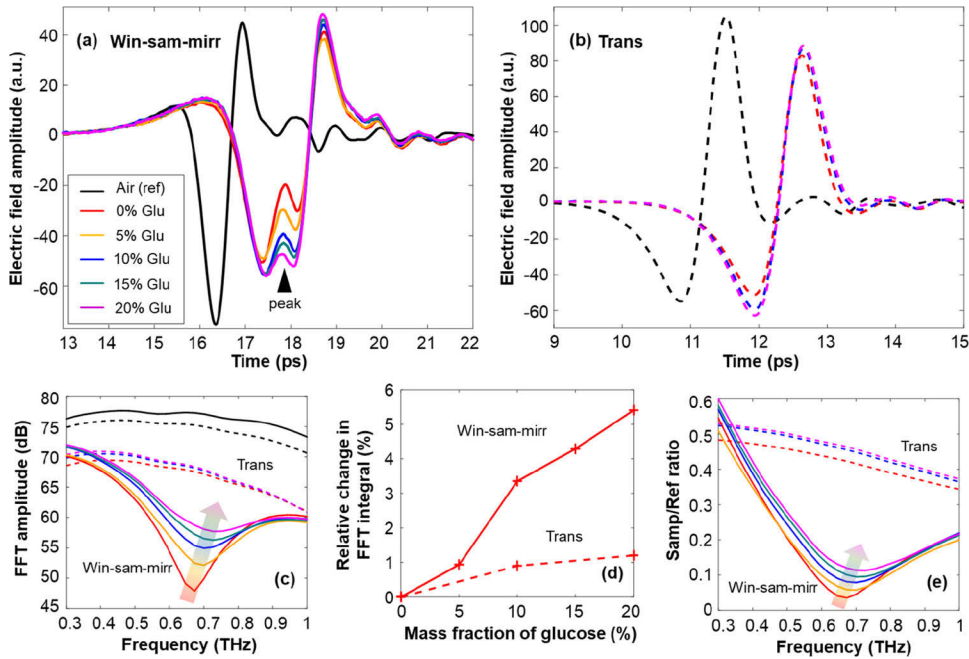 (a) Win-sam-mirr
Electric field amplitude (a.u.)
40
20
0
-20
-40
-60
Air (ref)
0% Glu
5% Glu
10% Glu
15% Glu
20% Glu
peak
13 14 15 16 17 18 19 20 21 22
Time (ps)
(b) Trans
Electric field amplitude (a.u.)
100
80
60
40
20
0
-20
-40
-60
9 10 11 12 13 14 15
Time (ps)
FFT amplitude (dB)
85
80
75
70
65
60
55
50
45
Trans
Win-sam-mirr
(c)
0.3 0.4 0.5 0.6 0.7 0.8 0.9 1
Frequency (THz)
Relative change in
FFT integral (%)
6
5
4
3
2
1
0
Win-sam-mirr
Trans
(d)
0 5 10 15 20
Mass fraction of glucose (%)
Samp/Ref ratio
0.6
0.5
0.4
0.3
0.2
0.1
0
Trans
Win-sam-mirr
(e)
0.3 0.4 0.5 0.6 0.7 0.8 0.9 1
Frequency (THz)